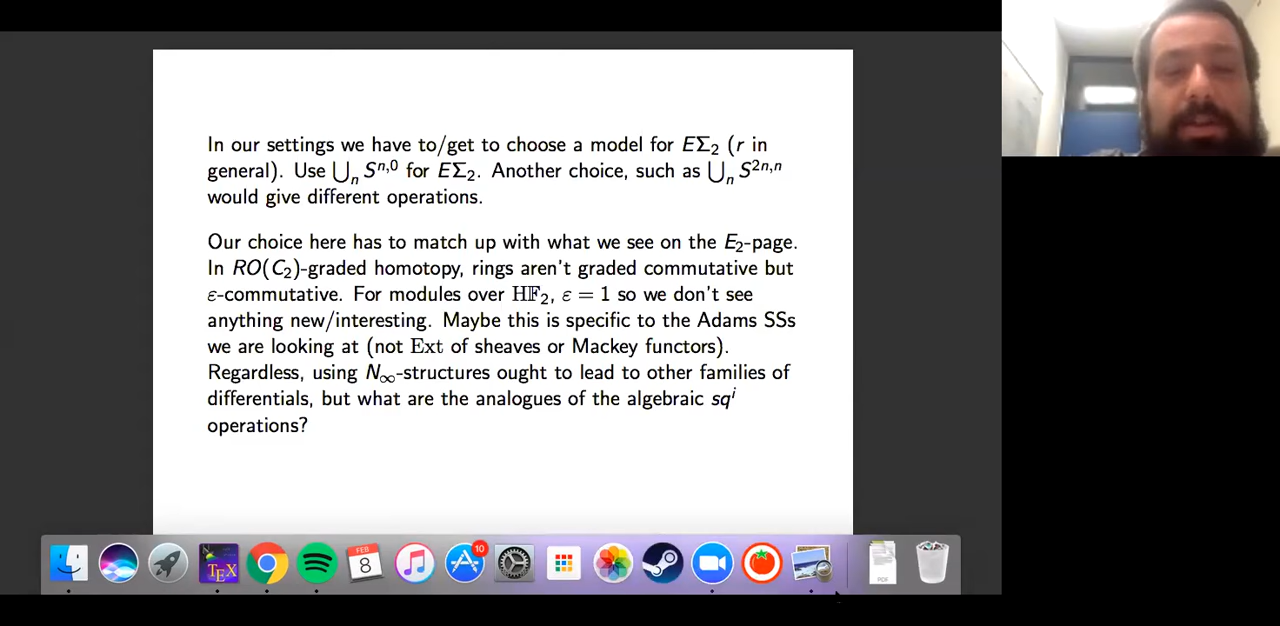 In our settings we have to/get to choose a model for EΣ₂ (r in
general). Use ⋃ₙ Sⁿ,⁰ for EΣ₂. Another choice, such as ⋃ₙ S²ⁿ,ⁿ
would give different operations.
Our choice here has to match up with what we see on the E₂-page.
In RO(C₂)-graded homotopy, rings aren't graded commutative but
ε-commutative. For modules over H𝔽₂, ε = 1 so we don't see
anything new/interesting. Maybe this is specific to the Adams SSs
we are looking at (not Ext of sheaves or Mackey functors).
Regardless, using N∞-structures ought to lead to other families of
differentials, but what are the analogues of the algebraic sqⁱ
operations?
TEX
FEB
8
10
PDF